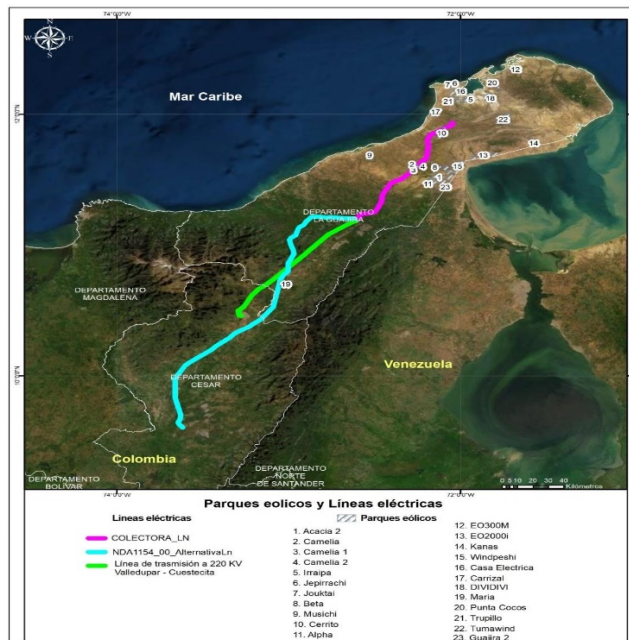 74°0'0"W
72°0'0"W
N
W
E
S
Mar Caribe
12
7
6
20
16
5
21
18
17
22
10
14
9
13
2
3
4
8
15
1
11
23
DEPARTAMENTO
LA GUAJIRA
DEPARTAMENTO
MAGDALENA
19
Venezuela
DEPARTAMENTO
CESAR
Colombia
DEPARTAMENTO
BOLIVAR
DEPARTAMENTO
NORTE
DE SANTANDER
0 5 10 20 30 40
Kilómetros
74°0'0"W
72°0'0"W
Parques eolicos y Líneas eléctricas
Lineas eléctricas
COLECTORA_LN
NDA1154_00_AlternativaLn
Línea de trasmisión a 220 KV
Valledupar - Cuestecita
Parques eólicos
1. Acacia 2
2. Camelia
3. Camelia 1
4. Camelia 2
5. Irraipa
6. Jepirrachi
7. Jouktai
8. Beta
9. Musichi
10. Cerrito
11. Alpha
12. EO300M
13. EO2000i
14. Kanas
15. Windpeshi
16. Casa Electrica
17. Carrizal
18. DIVIDIVI
19. Maria
20. Punta Cocos
21. Trupillo
22. Tumawind
23. Guajira 2